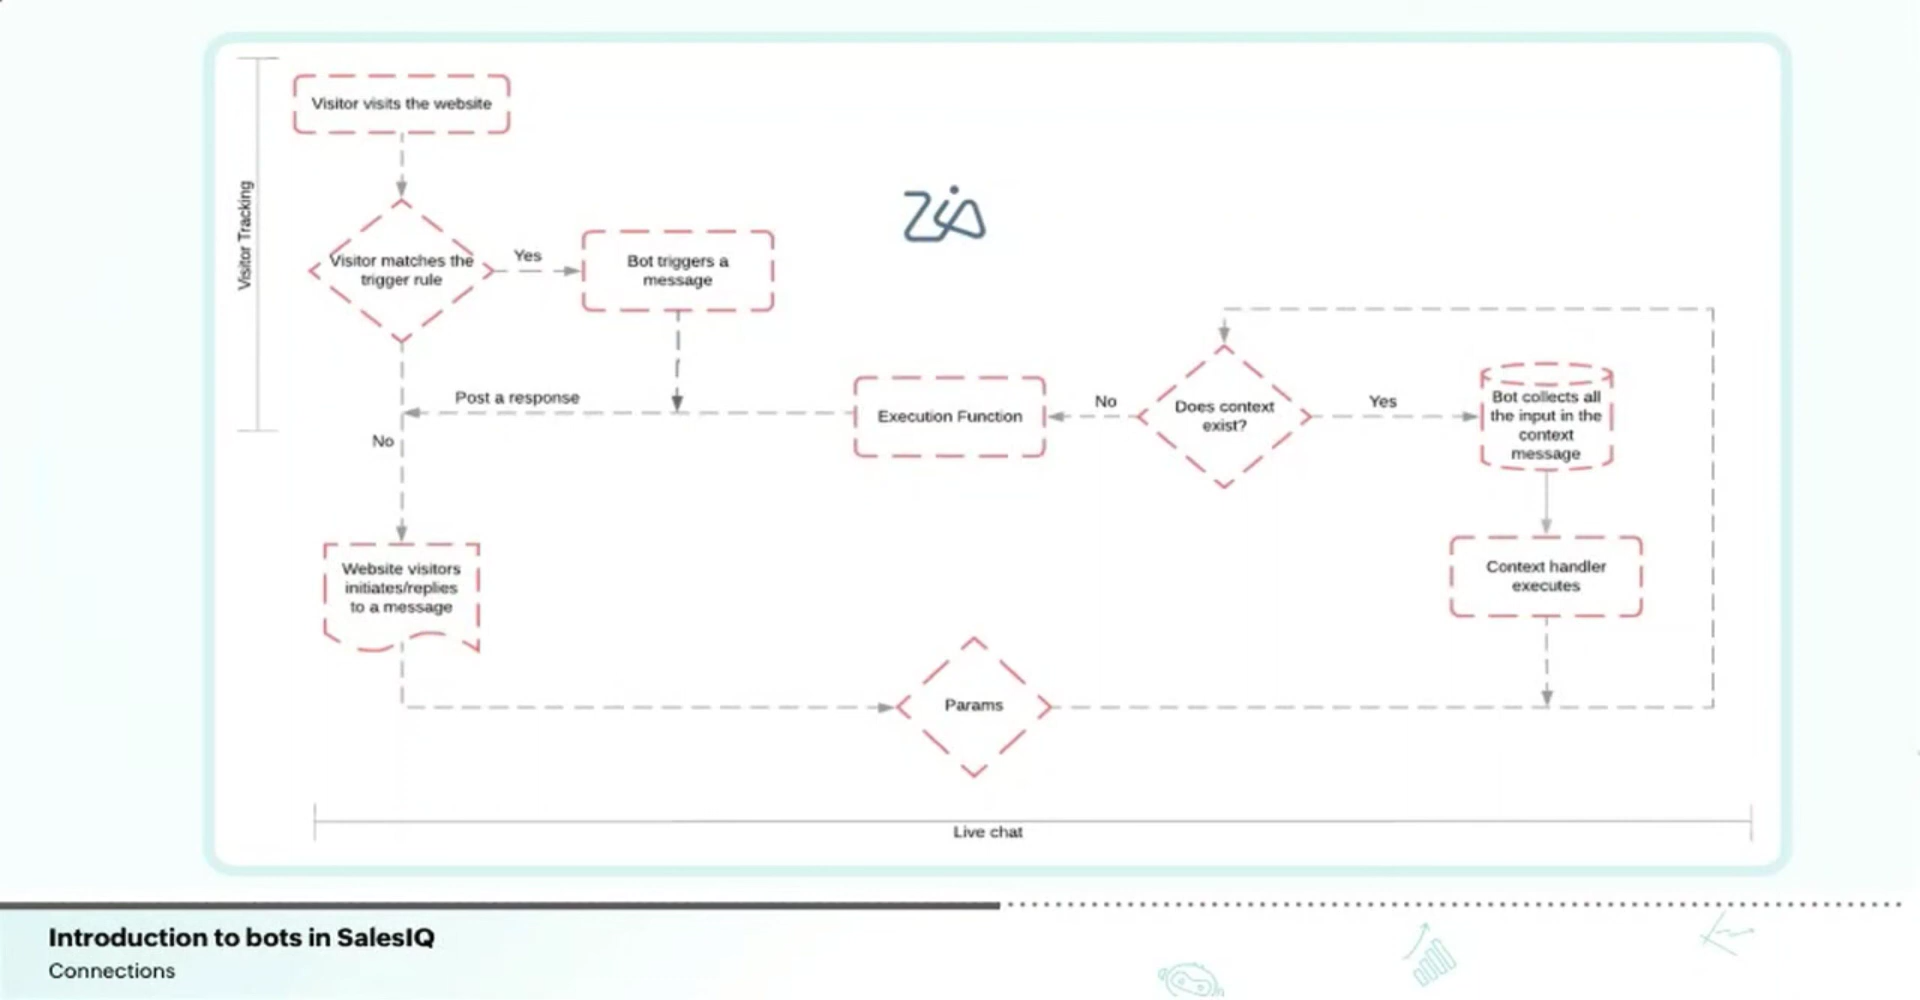 Visitor visits the website
Visitor Tracking
Visitor matches the
trigger rule
Yes
Bot triggers a
message
Zia
Post a response
No
Execution Function
No
Does context
exist?
Yes
Bot collects all
the input in the
context
message
Website visitors
initiates/replies
to a message
Context handler
executes
Params
Live chat
Introduction to bots in SalesIQ
Connections